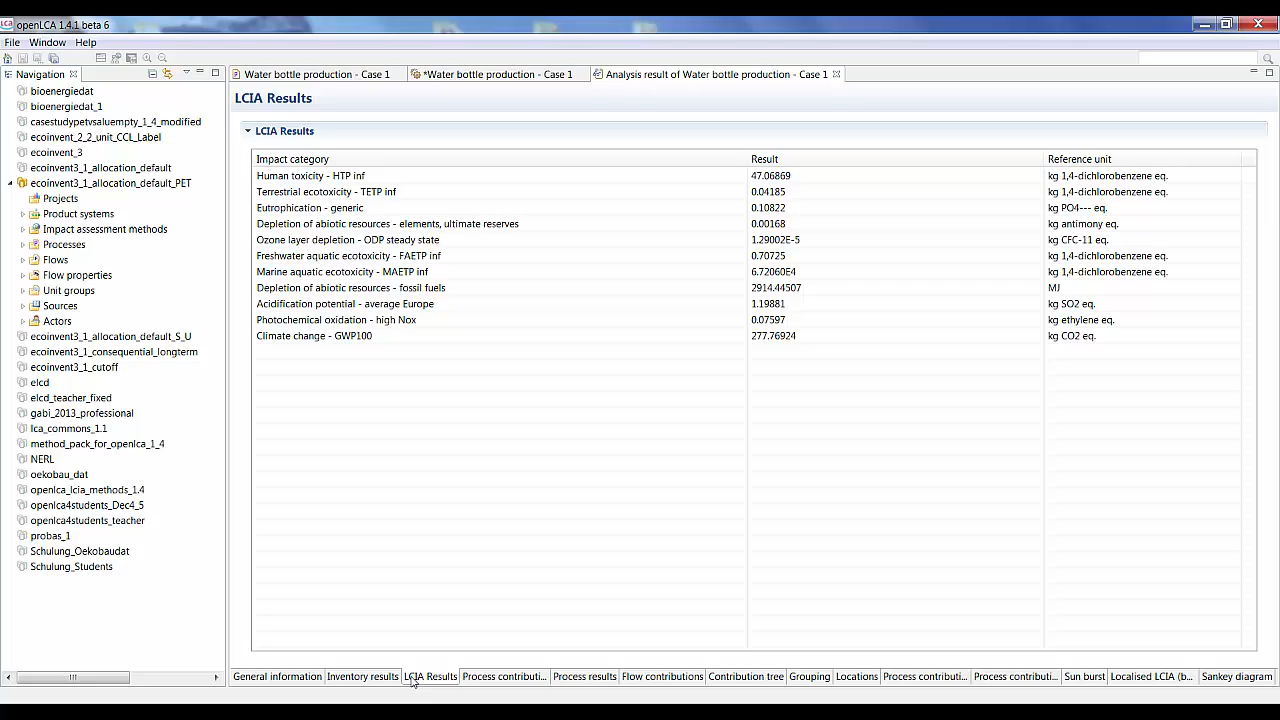 openLCA 1.4.1 beta 6
File Window Help
Navigation
bioenergiedat
bioenergiedat_1
casestudypetvsaluempty_1_4_modified
ecoinvent_2_2_unit_CCL_Label
ecoinvent_3
ecoinvent3_1_allocation_default
ecoinvent3_1_allocation_default_PET
Projects
Product systems
Impact assessment methods
Processes
Flows
Flow properties
Unit groups
Sources
Actors
ecoinvent3_1_allocation_default_S_U
ecoinvent3_1_consequential_longterm
ecoinvent3_1_cutoff
elcd
elcd_teacher_fixed
gabi_2013_professional
lca_commons_1.1
method_pack_for_openlca_1_4
NERL
oekobau_dat
openlca_lcia_methods_1.4
openlca4students_Dec4_5
openlca4students_teacher
probas_1
Schulung_Oekobaudat
Schulung_Students
Water bottle production - Case 1 *Water bottle production - Case 1 Analysis result of Water bottle production - Case 1
LCIA Results
LCIA Results
Impact category Result Reference unit
Human toxicity - HTP inf 47.06869 kg 1,4-dichlorobenzene eq.
Terrestrial ecotoxicity - TETP inf 0.04185 kg 1,4-dichlorobenzene eq.
Eutrophication - generic 0.10822 kg PO4--- eq.
Depletion of abiotic resources - elements, ultimate reserves 0.00168 kg antimony eq.
Ozone layer depletion - ODP steady state 1.29002E-5 kg CFC-11 eq.
Freshwater aquatic ecotoxicity - FAETP inf 0.70725 kg 1,4-dichlorobenzene eq.
Marine aquatic ecotoxicity - MAETP inf 6.72060E4 kg 1,4-dichlorobenzene eq.
Depletion of abiotic resources - fossil fuels 2914.44507 MJ
Acidification potential - average Europe 1.19881 kg SO2 eq.
Photochemical oxidation - high Nox 0.07597 kg ethylene eq.
Climate change - GWP100 277.76924 kg CO2 eq.
General information Inventory results LCIA Results Process contributi... Process results Flow contributions Contribution tree Grouping Locations Process contributi... Process contributi... Sun burst Localised LCIA (b... Sankey diagram